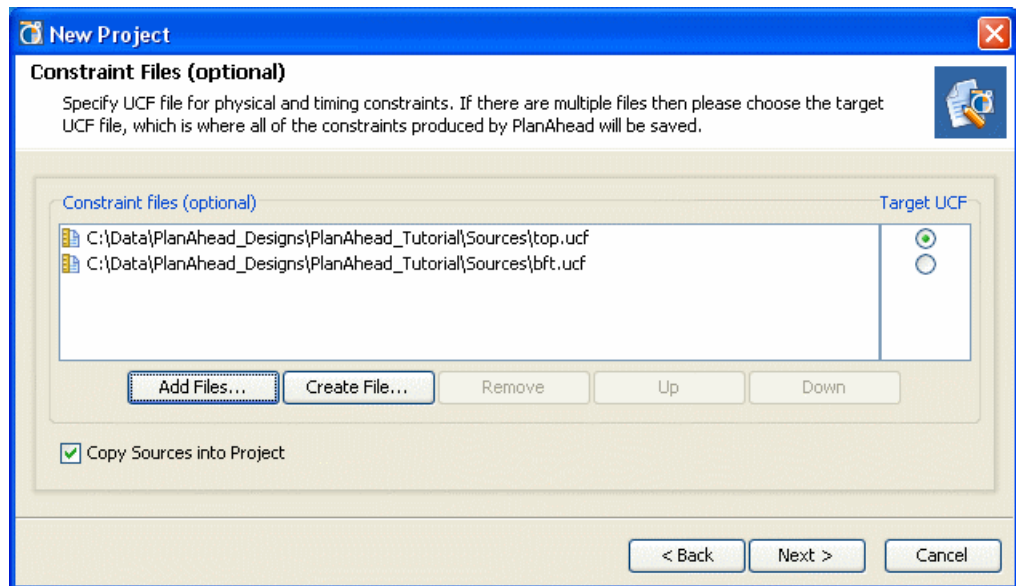 New Project
Constraint Files (optional)
Specify UCF file for physical and timing constraints. If there are multiple files then please choose the target
UCF file, which is where all of the constraints produced by PlanAhead will be saved.
Constraint files (optional)
Target UCF
C:\Data\PlanAhead_Designs\PlanAhead_Tutorial\Sources\top.ucf
C:\Data\PlanAhead_Designs\PlanAhead_Tutorial\Sources\bft.ucf
Add Files...
Create File...
Remove
Up
Down
Copy Sources into Project
< Back
Next >
Cancel